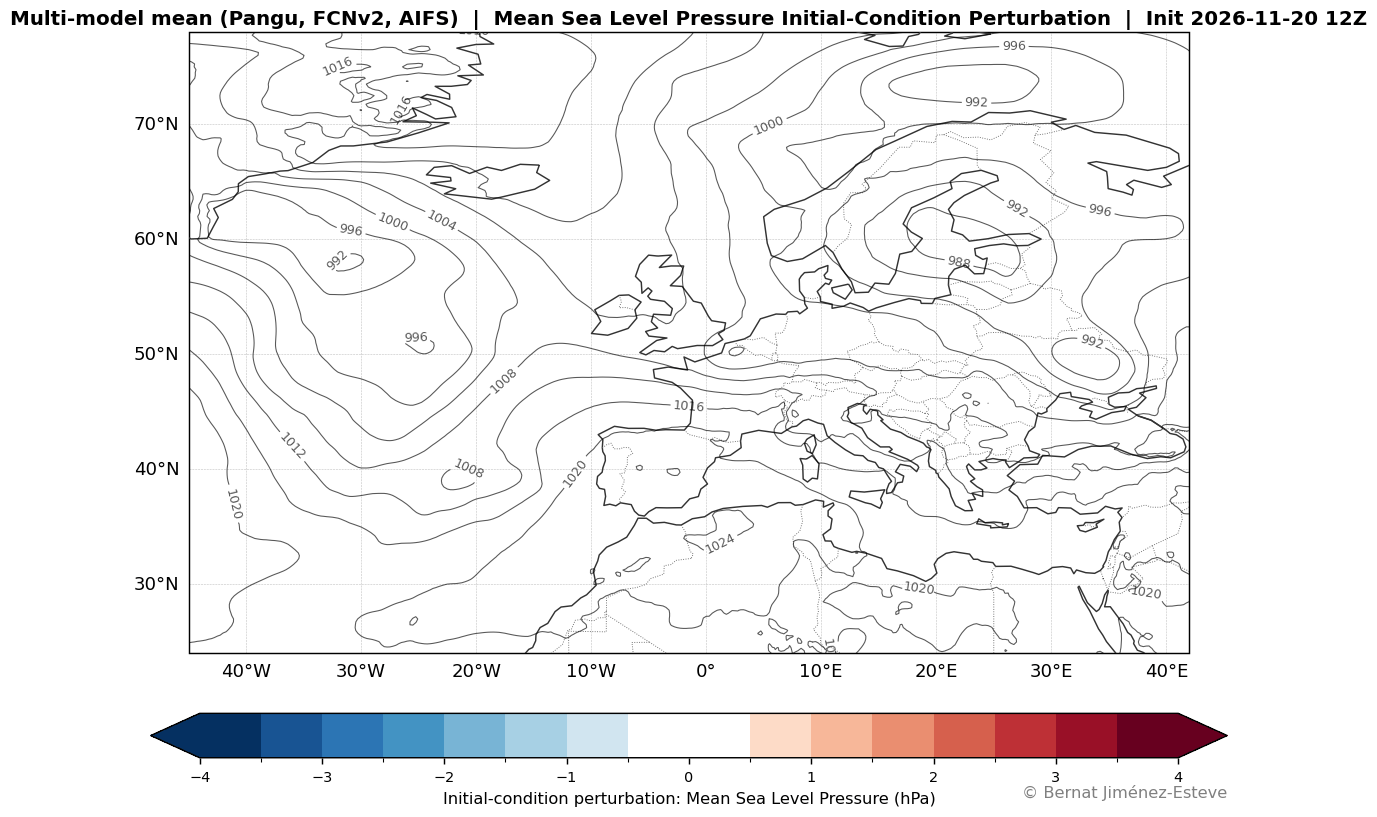 Multi-model mean (Pangu, FCNv2, AIFS) | Mean Sea Level Pressure Initial-Condition Perturbation | Init 2026-11-20 12Z
996
1016
992
1016
1000
70°N
992
996
1004
1000
996
60°N
992
988
996
992
50°N
1008
1016
1012
1008
1020
40°N
1020
1024
30°N
1020
1020
40°W 30°W 20°W 10°W 0° 10°E 20°E 30°E 40°E
−4 −3 −2 −1 0 1 2 3 4
Initial-condition perturbation: Mean Sea Level Pressure (hPa)
© Bernat Jiménez-Esteve